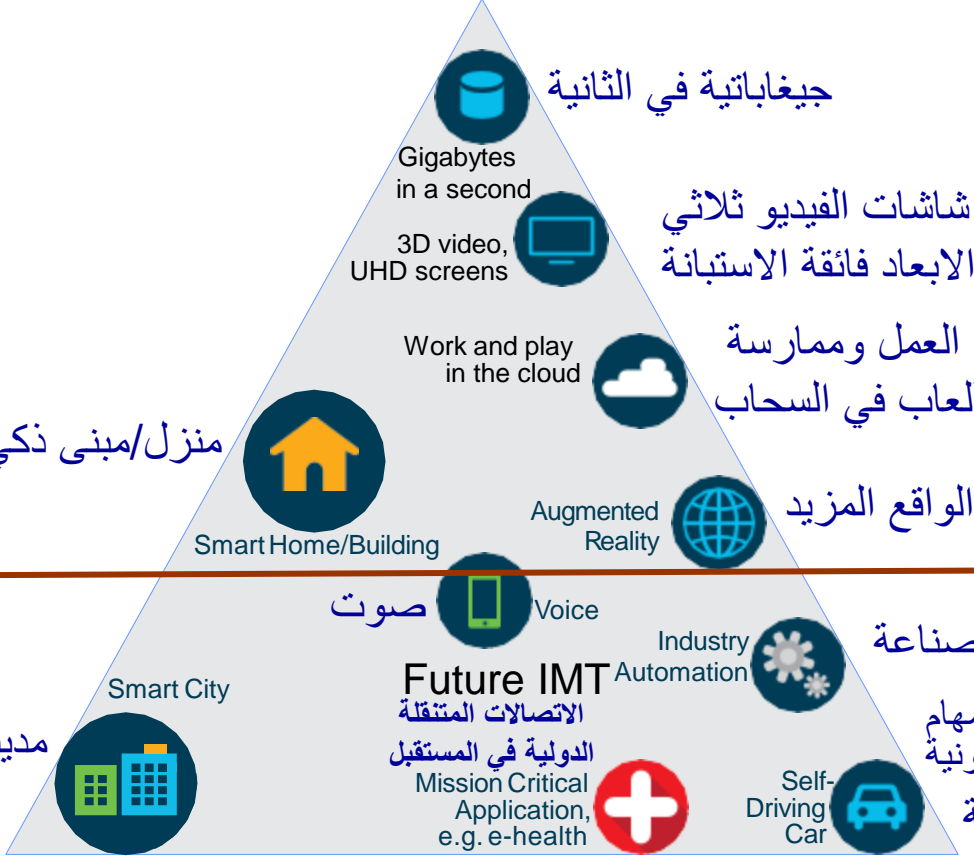 جيغاباتية في الثانية
Gigabytes
in a second
3D video,
UHD screens
شاشات الفيديو ثلاثي
الابعاد فائقة الاستبانة
Work and play
in the cloud
العمل وممارسة
لعاب في السحاب
منزل/مبنى ذكي
Smart Home/Building
Augmented
Reality
الواقع المزيد
صوت
Voice
Industry
Automation
صناعة
Smart City
Future IMT
الاتصالات المتنقلة
الدولية في المستقبل
Mission Critical
Application,
e.g. e-health
Self-
Driving
Car